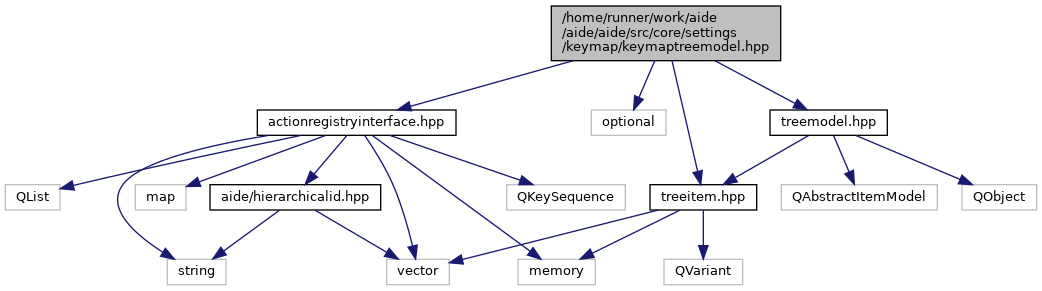 /home/runner/work/aide
/aide/aide/src/core/settings
/keymap/keymaptreemodel.hpp
actionregistryinterface.hpp
optional
treemodel.hpp
QList
map
aide/hierarchicalid.hpp
QKeySequence
treeitem.hpp
QAbstractItemModel
QObject
string
vector
memory
QVariant